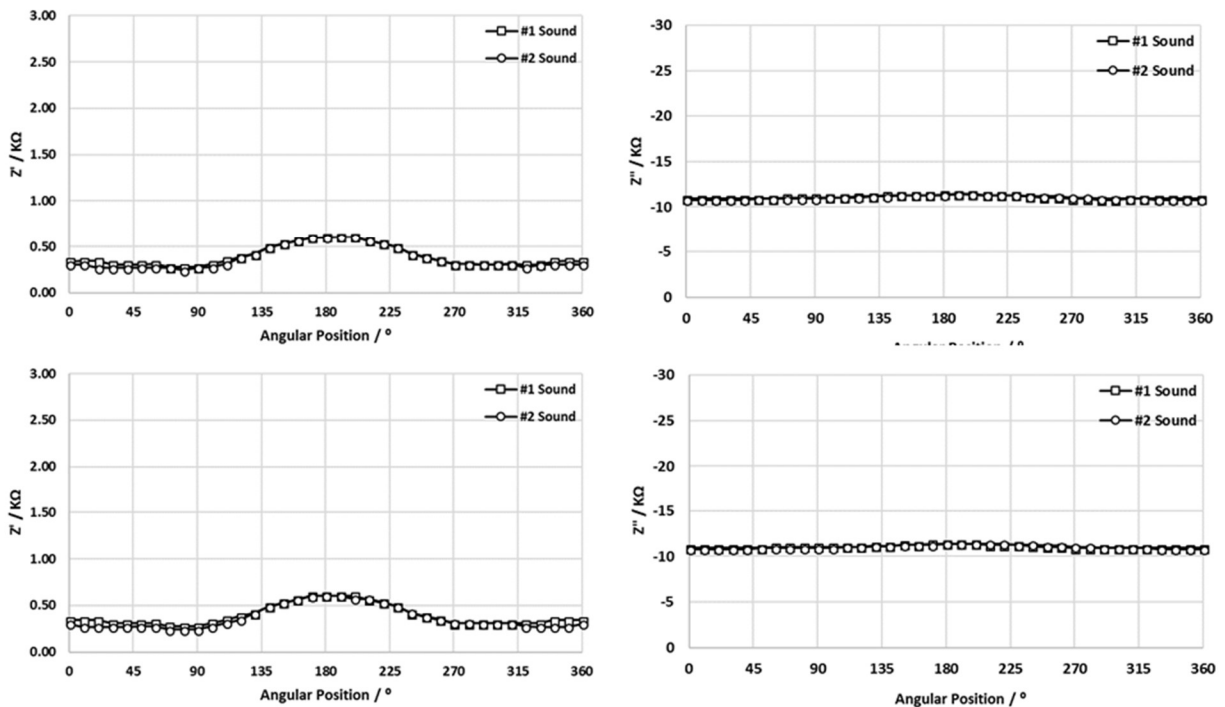 3.00
2.50
2.00
1.50
1.00
0.50
0.00
Z' / KΩ
#1 Sound
#2 Sound
0 45 90 135 180 225 270 315 360
Angular Position / º
-30
-25
-20
-15
-10
-5
0
Z'' / KΩ
#1 Sound
#2 Sound
0 45 90 135 180 225 270 315 360
Angular Position / º
3.00
2.50
2.00
1.50
1.00
0.50
0.00
Z' / KΩ
#1 Sound
#2 Sound
0 45 90 135 180 225 270 315 360
Angular Position / º
-30
-25
-20
-15
-10
-5
0
Z'' / KΩ
#1 Sound
#2 Sound
0 45 90 135 180 225 270 315 360
Angular Position / º